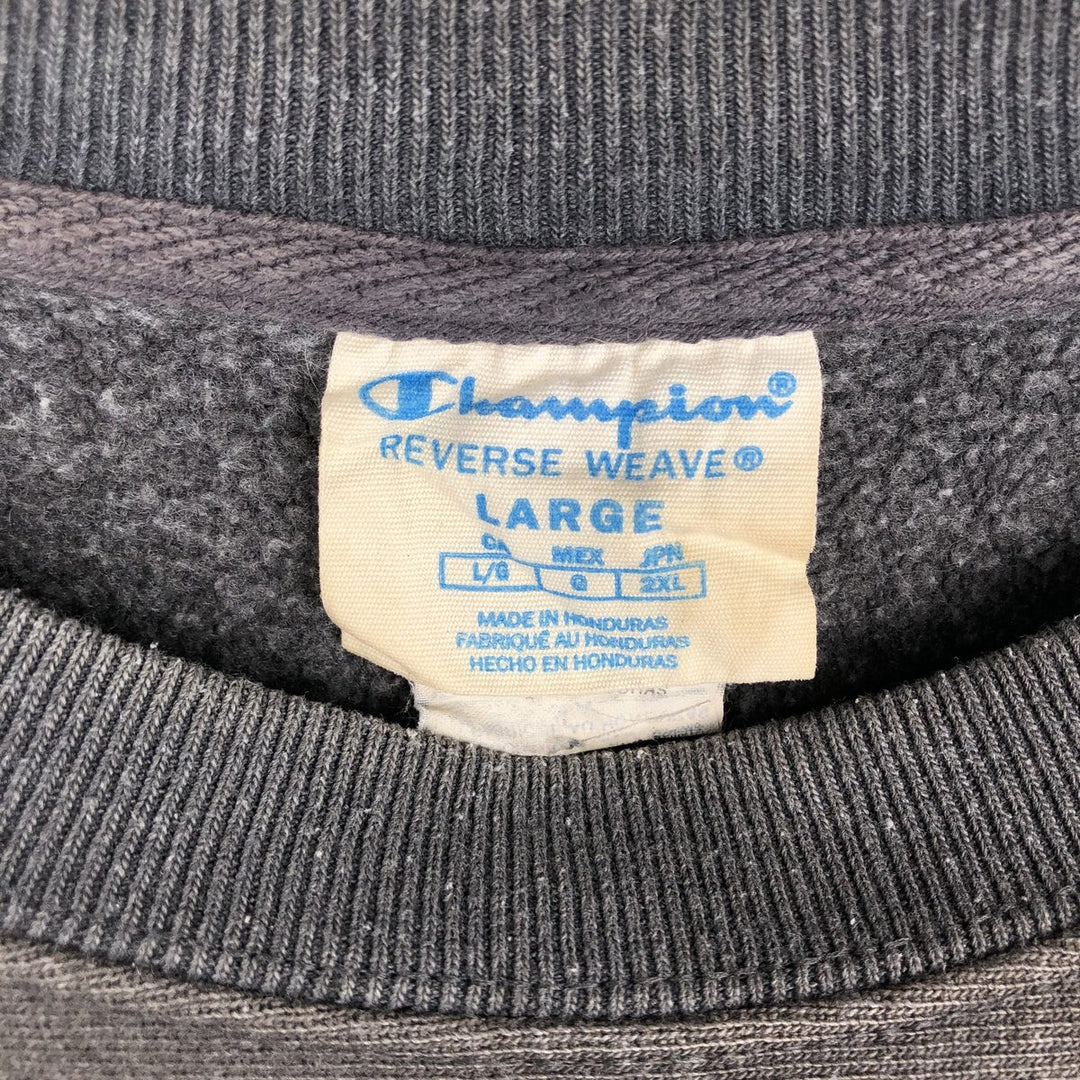 Champion®
REVERSE WEAVE®
LARGE
CA MEX JPN
L/G G 2XL
MADE IN HONDURAS
FABRIQUÉ AU HONDURAS
HECHO EN HONDURAS